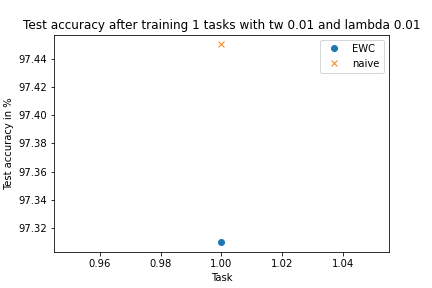 Test accuracy after training 1 tasks with tw 0.01 and lambda 0.01
EWC
naive
97.44
97.42
97.40
97.38
97.36
97.34
97.32
Test accuracy in %
0.96
0.98
1.00
1.02
1.04
Task